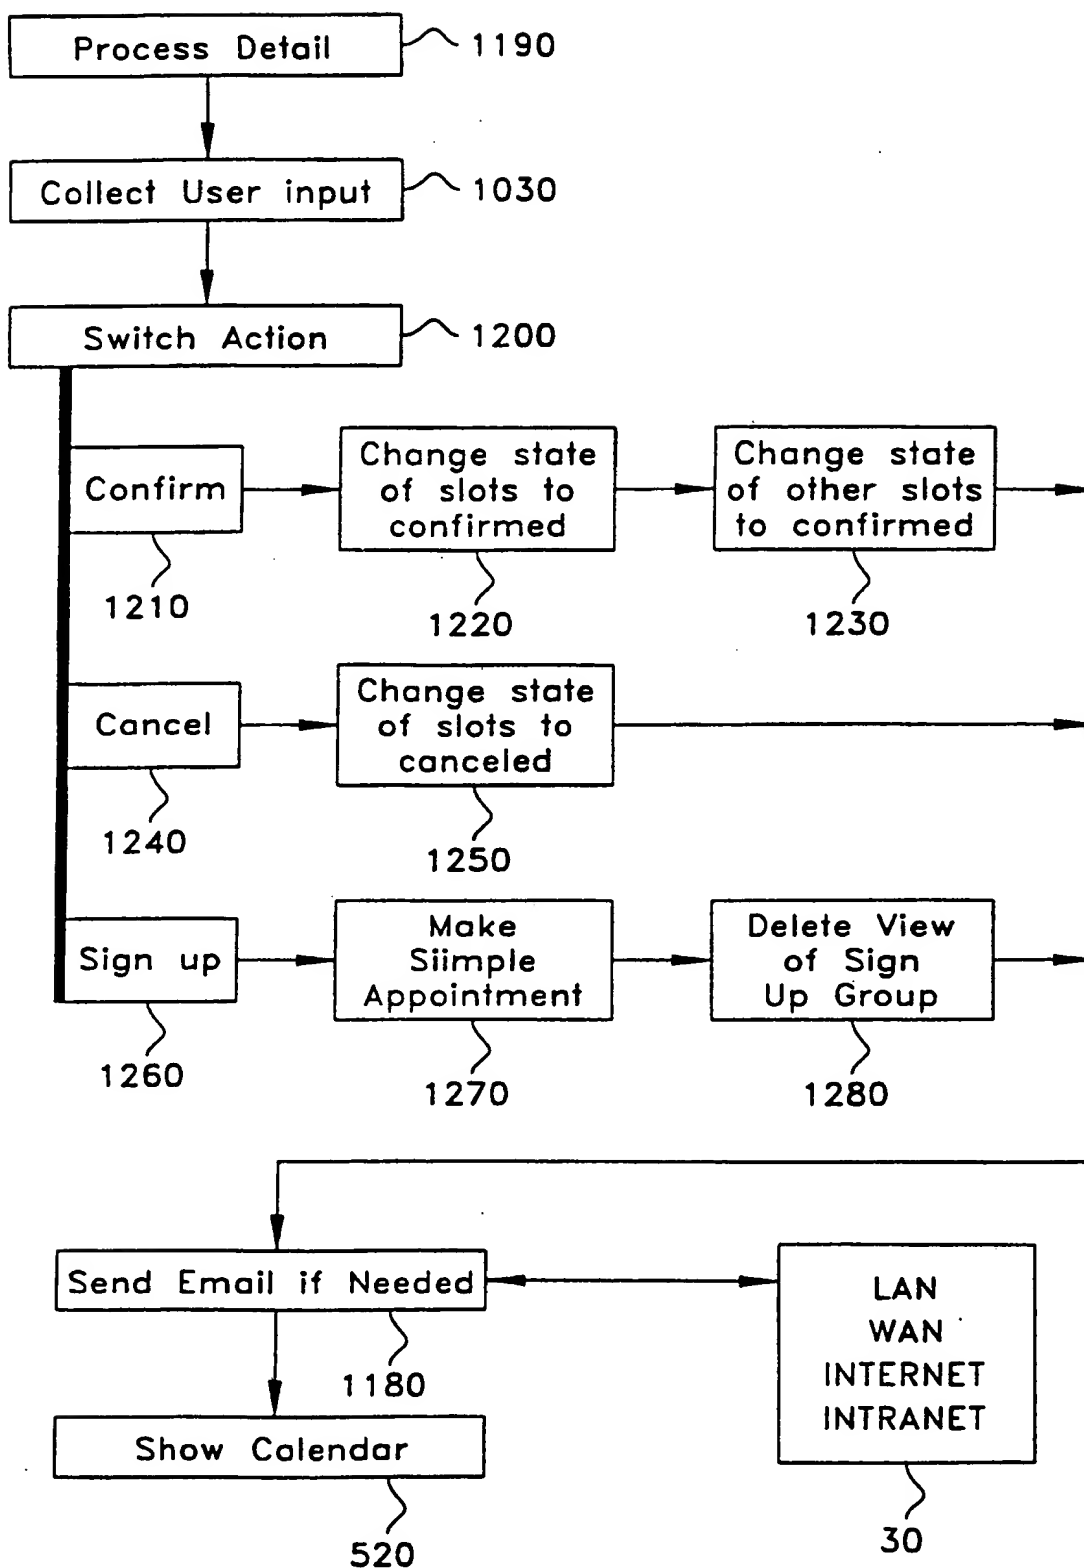 Process Detail
1190
Collect User input
1030
Switch Action
1200
Confirm
1210
Change state
of slots to
confirmed
1220
Change state
of other slots
to confirmed
1230
Cancel
1240
Change state
of slots to
canceled
1250
Sign up
1260
Make
Siimple
Appointment
1270
Delete View
of Sign
Up Group
1280
Send Email if Needed
1180
LAN
WAN
INTERNET
INTRANET
30
Show Calendar
520